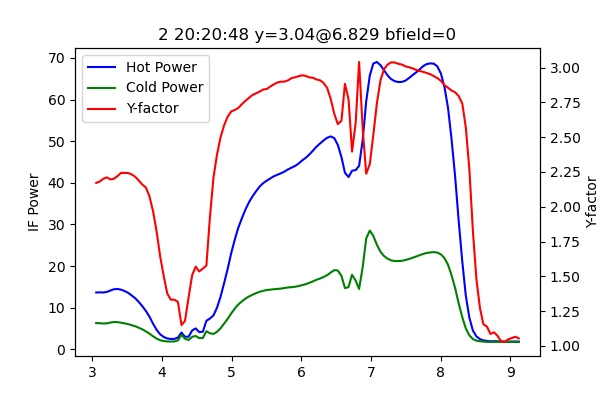 2 20:20:48 y=3.04@6.829 bfield=0
Hot Power
Cold Power
Y-factor
IF Power
Y-factor
70
60
50
40
30
20
10
0
3.00
2.75
2.50
2.25
2.00
1.75
1.50
1.25
1.00
3 4 5 6 7 8 9